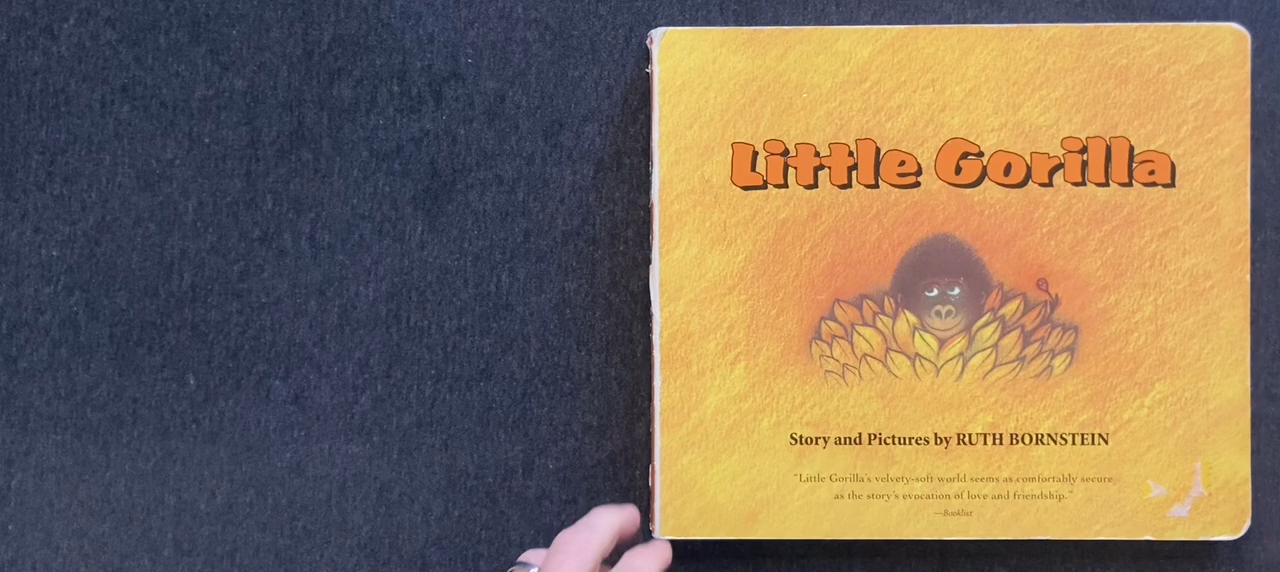 Little Gorilla
Story and Pictures by RUTH BORNSTEIN
"Little Gorilla's velvety-soft world seems as comfortably secure
as the story's evocation of love and friendship."
—Booklist